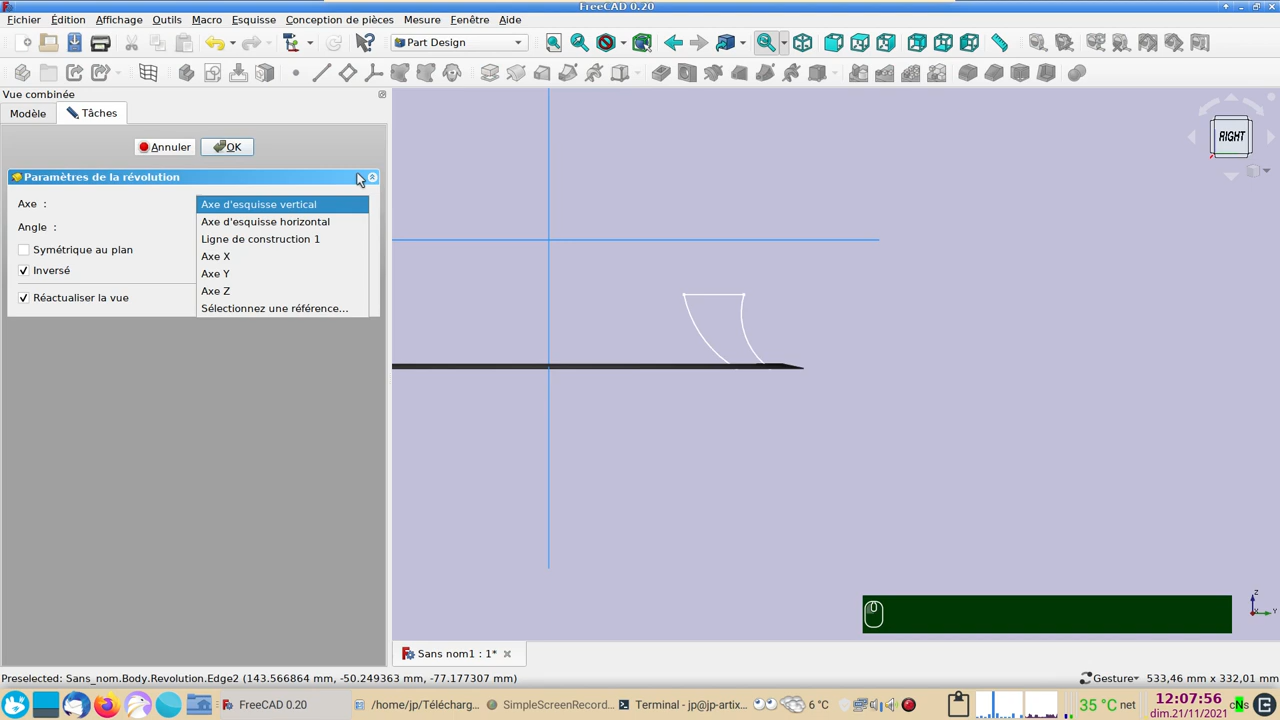 FreeCAD 0.20
Fichier Édition Affichage Outils Macro Esquisse Conception de pièces Mesure Fenêtre Aide
Part Design
Vue combinée
Modèle Tâches
Annuler OK
Paramètres de la révolution
Axe :
Angle :
Symétrique au plan
Inversé
Réactualiser la vue
Axe d'esquisse vertical
Axe d'esquisse horizontal
Ligne de construction 1
Axe X
Axe Y
Axe Z
Sélectionnez une référence...
RIGHT
Z
Y
Sans nom1 : 1*
Preselected: Sans_nom.Body.Revolution.Edge2 (143.566864 mm, -50.249363 mm, -77.177307 mm)
Gesture
533,46 mm x 332,01 mm
FreeCAD 0.20
/home/jp/Télécharg...
SimpleScreenRecord...
Terminal - jp@jp-artix...
6 °C
35 °C net
12:07:56
dim.21/11/2021
cNs